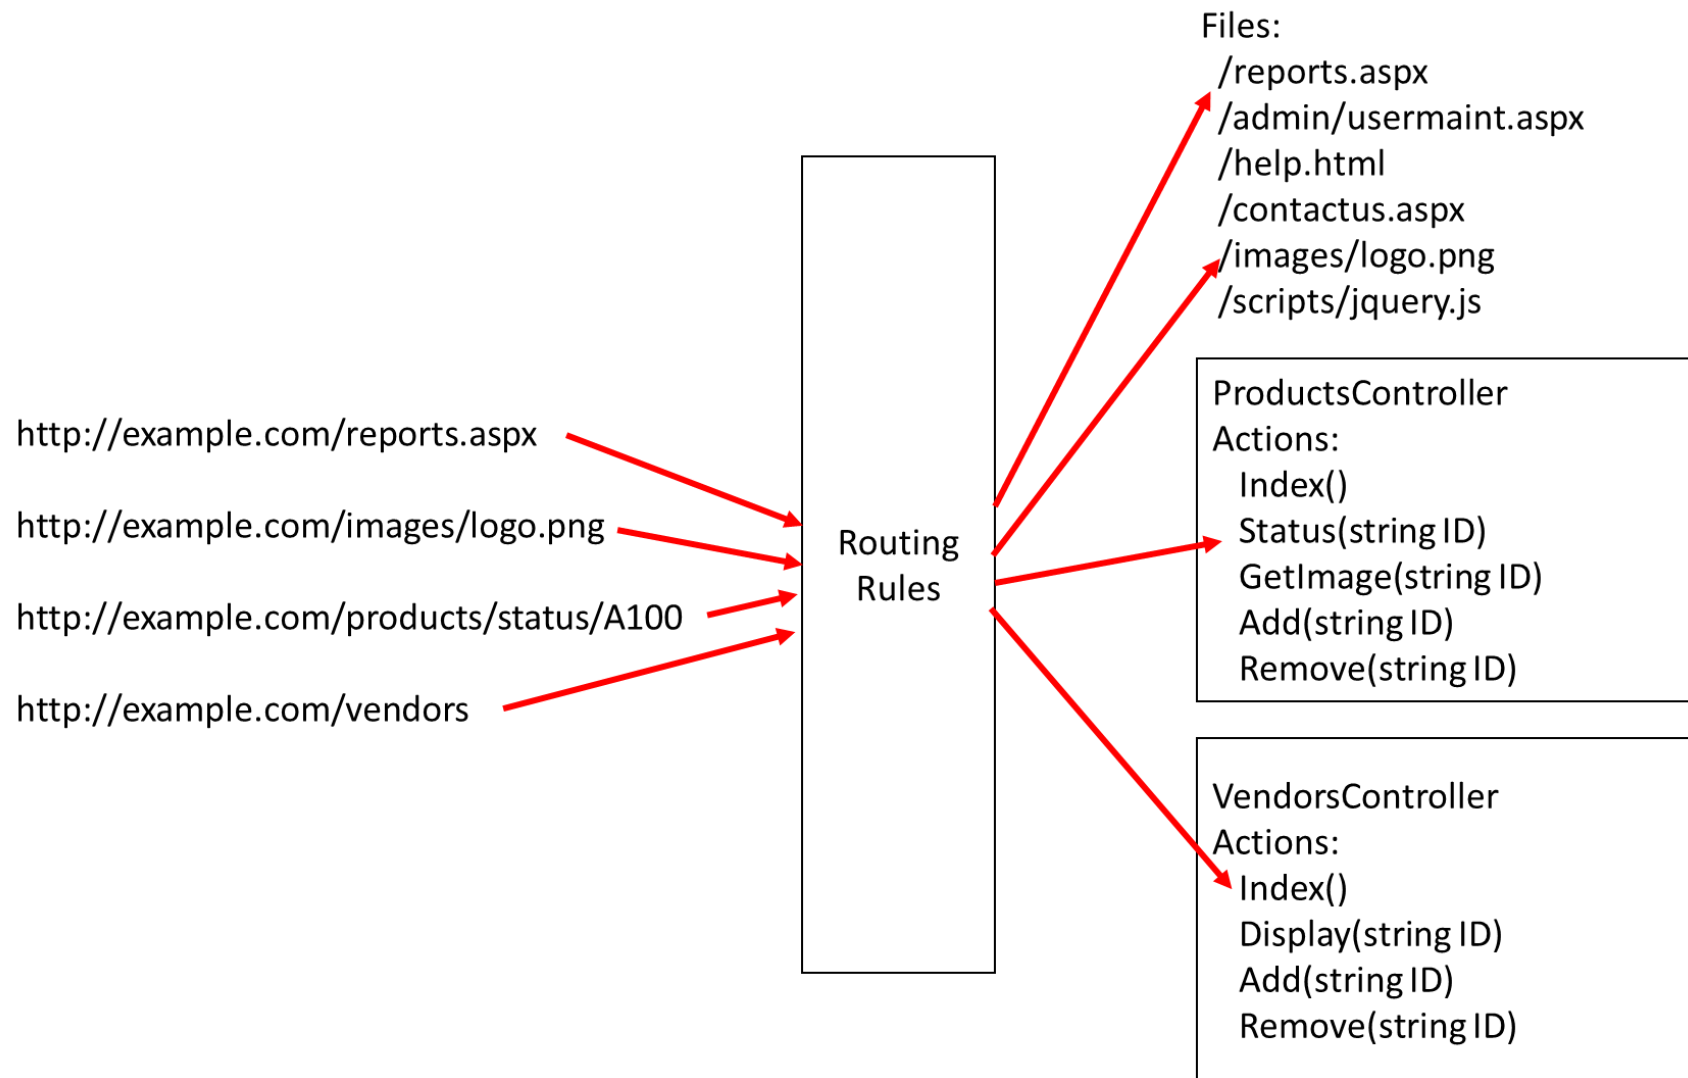 http://example.com/reports.aspx
http://example.com/images/logo.png
http://example.com/products/status/A100
http://example.com/vendors
Routing
Rules
Files:
/reports.aspx
/admin/usermaint.aspx
/help.html
/contactus.aspx
/images/logo.png
/scripts/jquery.js
ProductsController
Actions:
Index()
Status(string ID)
GetImage(string ID)
Add(string ID)
Remove(string ID)
VendorsController
Actions:
Index()
Display(string ID)
Add(string ID)
Remove(string ID)